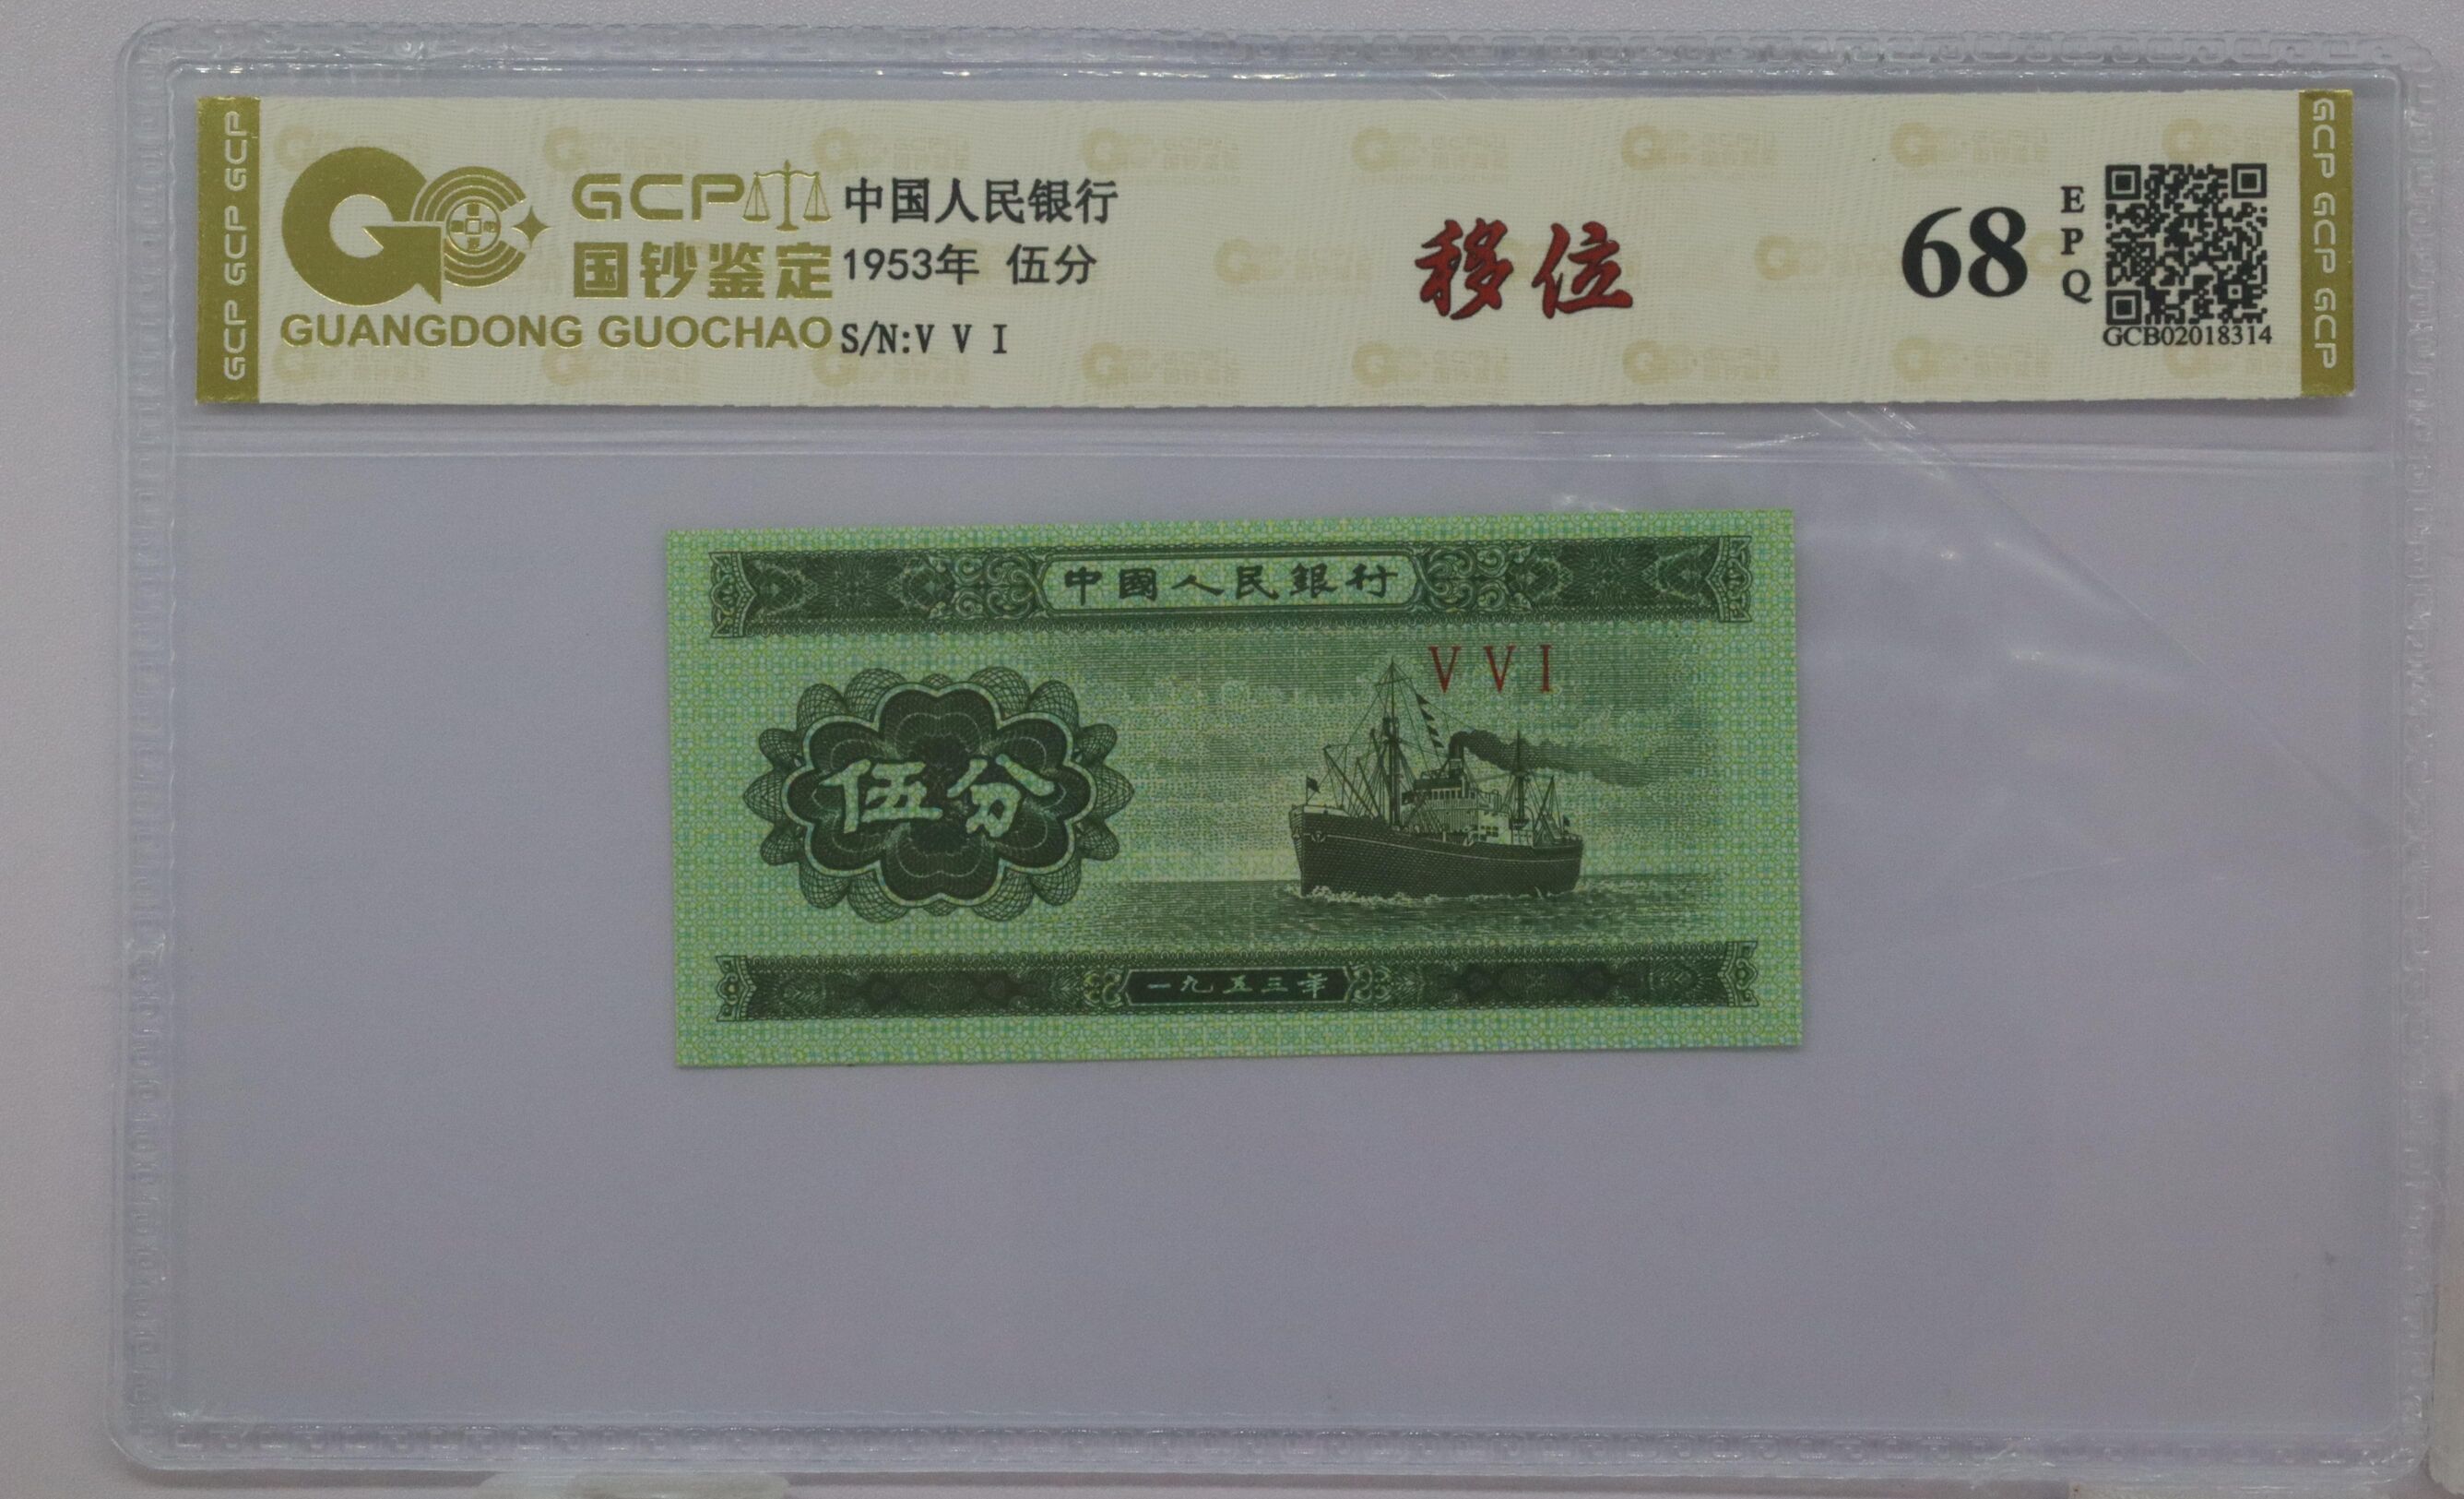 GCP GCP GCP
GCP
国钞鉴定
GUANGDONG GUOCHAO
中国人民银行
1953年 伍分
S/N:V V I
移位
68
EPQ
GCB02018314
GCP GCP GCP
中國人民銀行
V V I
伍分
一九五三年